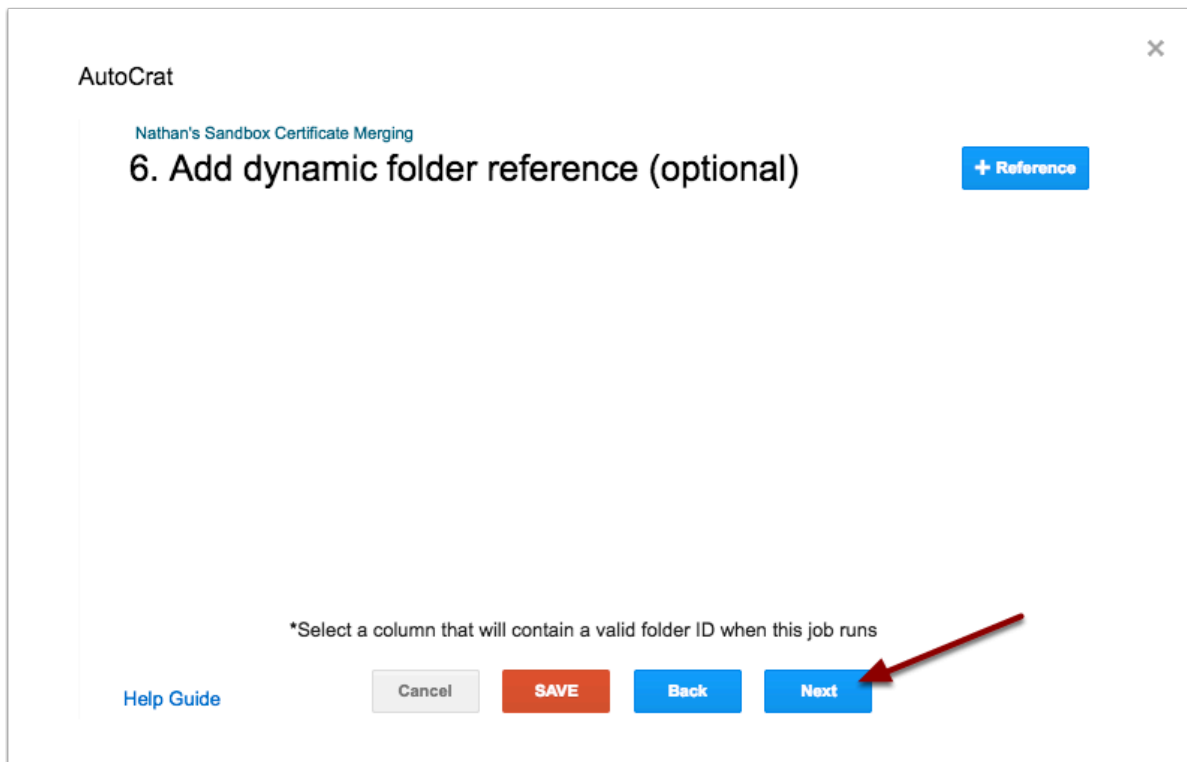 ×
AutoCrat
Nathan's Sandbox Certificate Merging
6. Add dynamic folder reference (optional)
+ Reference
*Select a column that will contain a valid folder ID when this job runs
Help Guide
Cancel
SAVE
Back
Next